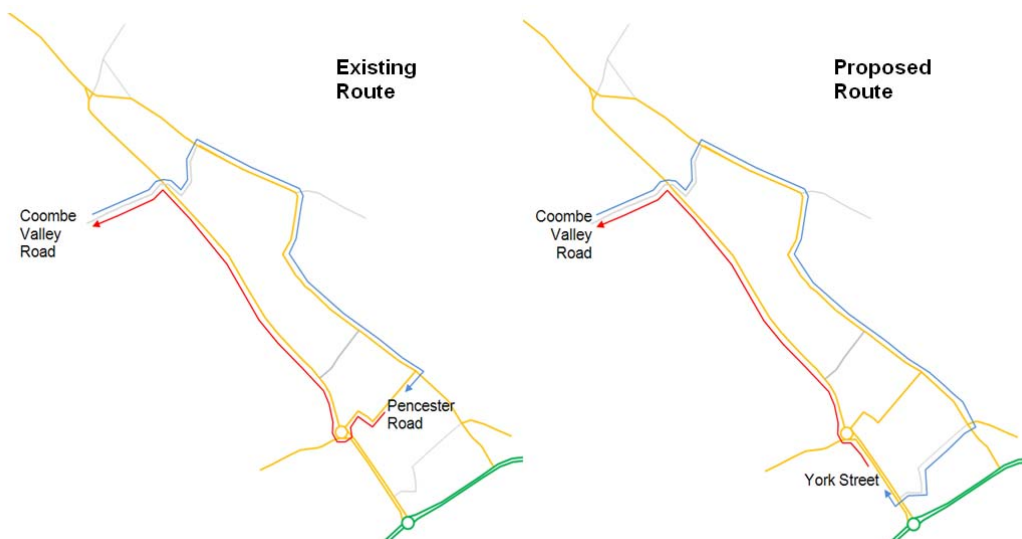 Existing
Route
Coombe
Valley
Road
Pencester
Road
Proposed
Route
Coombe
Valley
Road
York Street